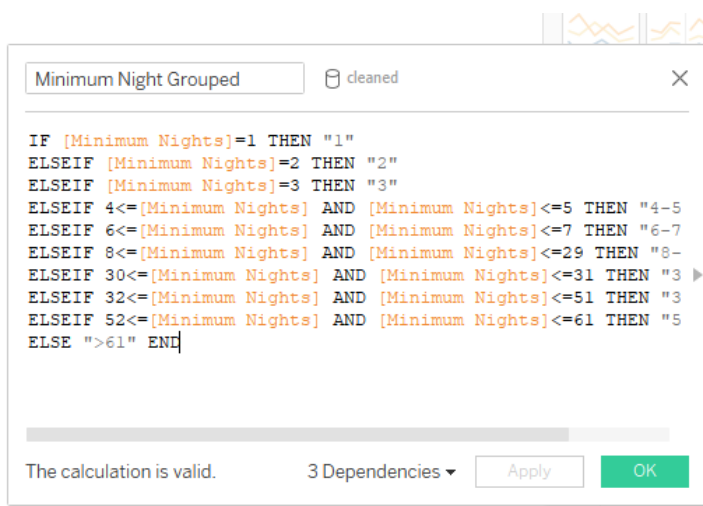 Minimum Night Grouped cleaned
IF [Minimum Nights]=1 THEN "1"
ELSEIF [Minimum Nights]=2 THEN "2"
ELSEIF [Minimum Nights]=3 THEN "3"
ELSEIF 4<=[Minimum Nights] AND [Minimum Nights]<=5 THEN "4-5
ELSEIF 6<=[Minimum Nights] AND [Minimum Nights]<=7 THEN "6-7
ELSEIF 8<=[Minimum Nights] AND [Minimum Nights]<=29 THEN "8-
ELSEIF 30<=[Minimum Nights] AND [Minimum Nights]<=31 THEN "3
ELSEIF 32<=[Minimum Nights] AND [Minimum Nights]<=51 THEN "3
ELSEIF 52<=[Minimum Nights] AND [Minimum Nights]<=61 THEN "5
ELSE ">61" END
The calculation is valid. 3 Dependencies Apply OK